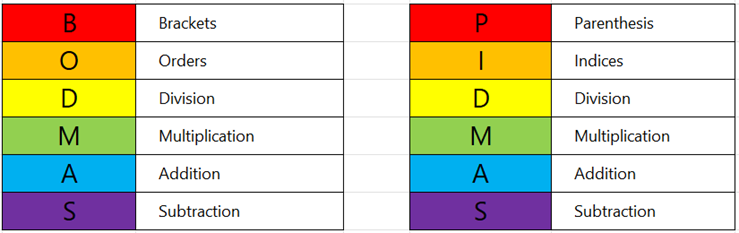 B Brackets P Parenthesis
O Orders I Indices
D Division D Division
M Multiplication M Multiplication
A Addition A Addition
S Subtraction S Subtraction